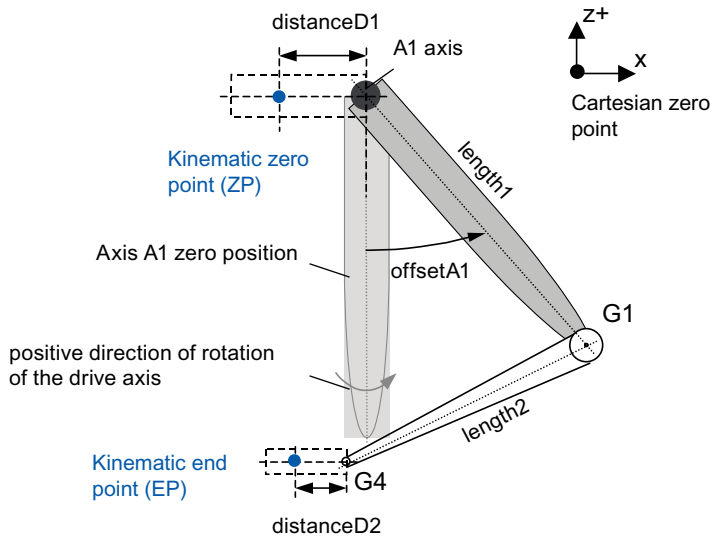 distanceD1
A1 axis
z+
x
Cartesian zero
point
Kinematic zero
point (ZP)
length1
Axis A1 zero position
offsetA1
G1
positive direction of rotation
of the drive axis
length2
Kinematic end
point (EP)
G4
distanceD2